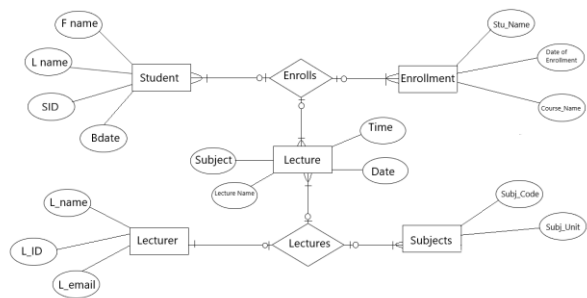 F name
Stu_Name
L name
Date of
Enrollment
Student
Enrolls
Enrollment
SID
Course_Name
Bdate
Time
Subject
Lecture
Lecture Name
Date
L_name
Subj_Code
L_ID
Lecturer
Lectures
Subjects
Subj_Unit
L_email